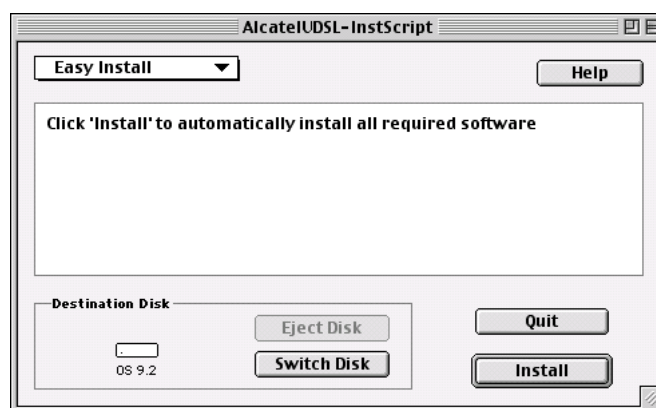 AlcatelUDSL-InstScript
Easy Install
Help
Click 'Install' to automatically install all required software
Destination Disk
Eject Disk
Quit
OS 9.2
Switch Disk
Install